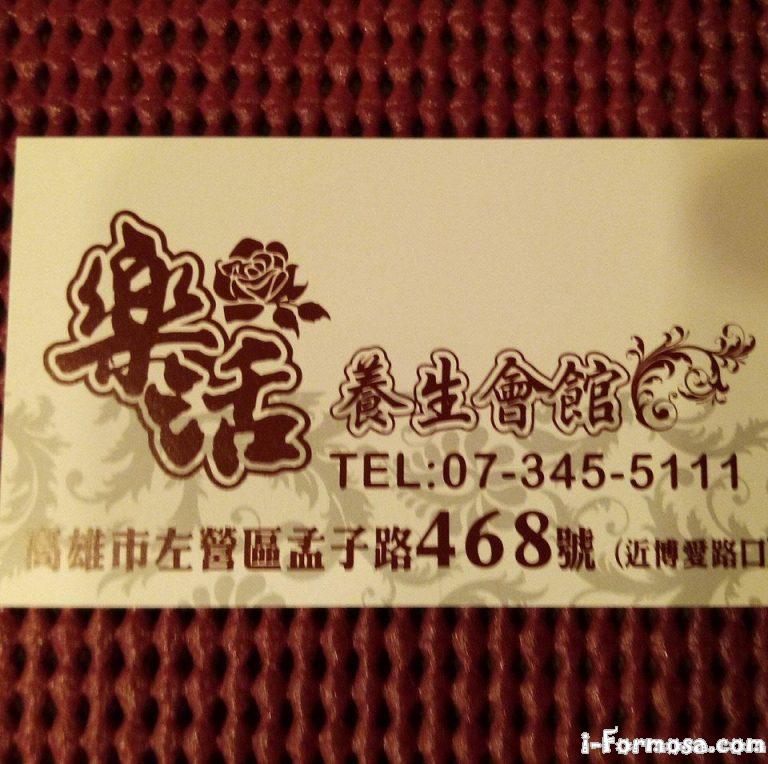 樂活
養生會館
TEL:07-345-5111
高雄市左營區孟子路468號 (近博愛路口
i-Formosa.com